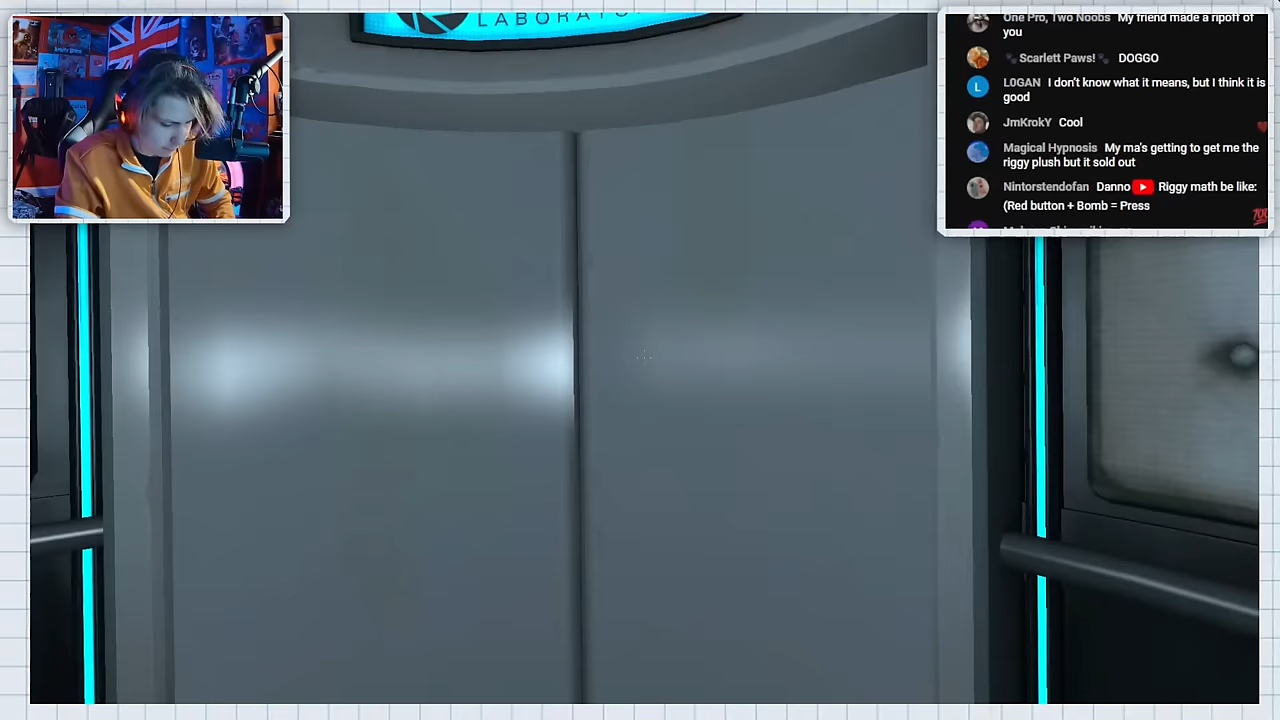 LABORAT
One Pro, Two Noobs My friend made a ripoff of
you
Scarlett Paws! DOGGO
L
LOGAN I don't know what it means, but I think it is
good
JmKrokY Cool
Magical Hypnosis My ma's getting to get me the
riggy plush but it sold out
Nintorstendofan Danno Riggy math be like:
(Red button + Bomb = Press
100